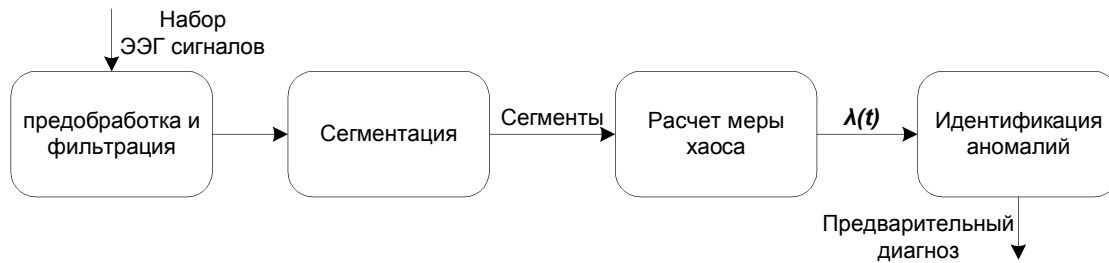 Набор
ЭЭГ сигналов
предобработка и
фильтрация
Сегментация
Сегменты
Расчет меры
хаоса
λ(t)
Идентификация
аномалий
Предварительный
диагноз